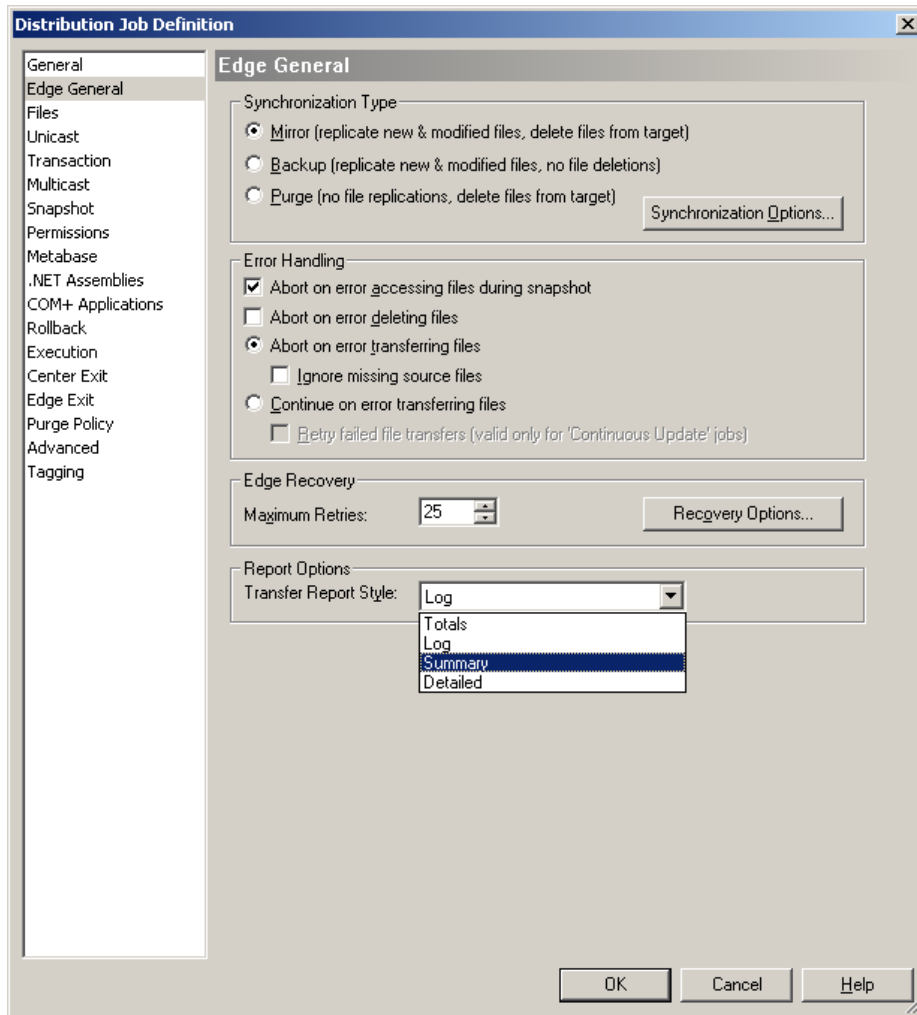 Distribution Job Definition
General
Edge General
Files
Unicast
Transaction
Multicast
Snapshot
Permissions
Metabase
.NET Assemblies
COM+ Applications
Rollback
Execution
Center Exit
Edge Exit
Purge Policy
Advanced
Tagging
Edge General
Synchronization Type
Mirror (replicate new & modified files, delete files from target)
Backup (replicate new & modified files, no file deletions)
Purge (no file replications, delete files from target)
Synchronization Options...
Error Handling
Abort on error accessing files during snapshot
Abort on error deleting files
Abort on error transferring files
Ignore missing source files
Continue on error transferring files
Retry failed file transfers (valid only for 'Continuous Update' jobs)
Edge Recovery
Maximum Retries: 25 Recovery Options...
Report Options
Transfer Report Style: Log
Totals
Log
Summary
Detailed
OK Cancel Help